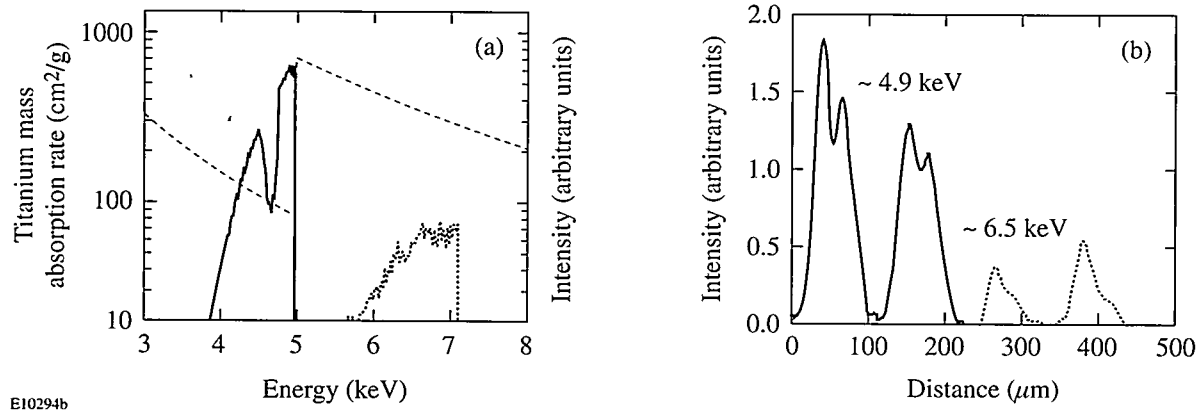 1000
100
10
Titanium mass
absorption rate (cm²/g)
(a)
3 4 5 6 7 8
Energy (keV)
Intensity (arbitrary units)
E10294b
2.0
1.5
1.0
0.5
0.0
Intensity (arbitrary units)
(b)
~ 4.9 keV
~ 6.5 keV
0 100 200 300 400 500
Distance (μm)